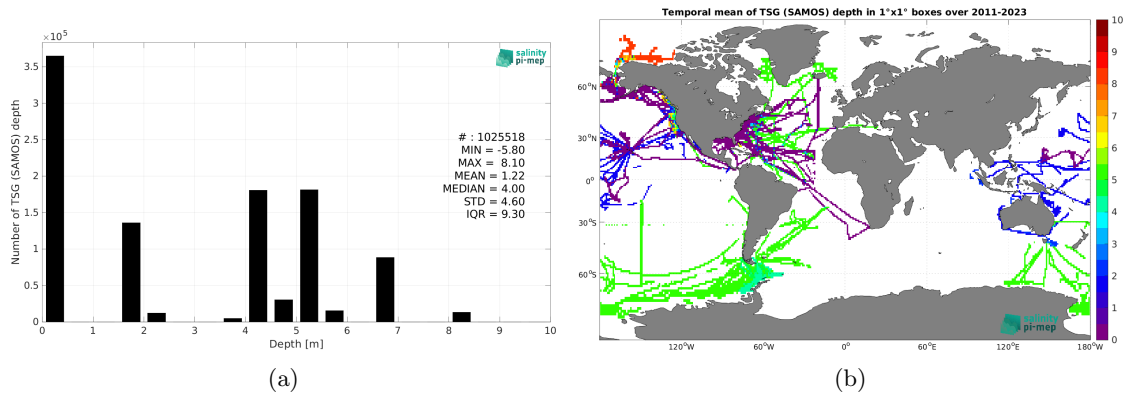 × 10⁵
3.5
3
2.5
2
1.5
1
0.5
0
Number of TSG (SAMOS) depth
salinity
pi-mep
# : 1025518
MIN = -5.80
MAX = 8.10
MEAN = 1.22
MEDIAN = 4.00
STD = 4.60
IQR = 9.30
0 1 2 3 4 5 6 7 8 9 10
Depth [m]
(a)
Temporal mean of TSG (SAMOS) depth in 1°x1° boxes over 2011-2023
60°N
30°N
0°
30°S
60°S
120°W 60°W 0° 60°E 120°E 180°W
salinity
pi-mep
10
9
8
7
6
5
4
3
2
1
0
(b)